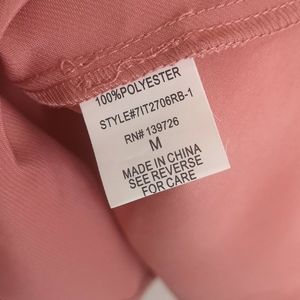 100%POLYESTER
STYLE#7IT2706RB-1
RN# 139726
M
MADE IN CHINA
SEE REVERSE
FOR CARE